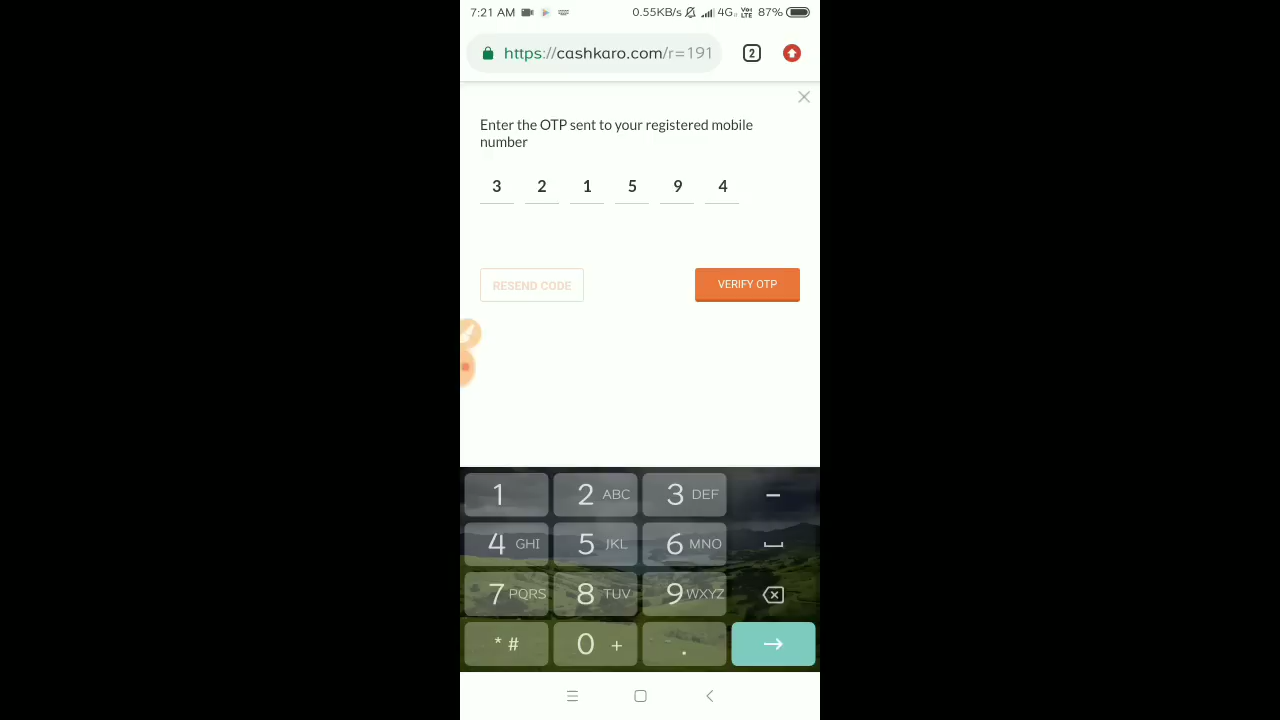 7:21 AM 0.55KB/s 4G Vo LTE 87%
https://cashkaro.com/r=191 2
Enter the OTP sent to your registered mobile
number
3 2 1 5 9 4
RESEND CODE VERIFY OTP
1 2 ABC 3 DEF –
4 GHI 5 JKL 6 MNO
7 PQRS 8 TUV 9 WXYZ
* # 0 + .